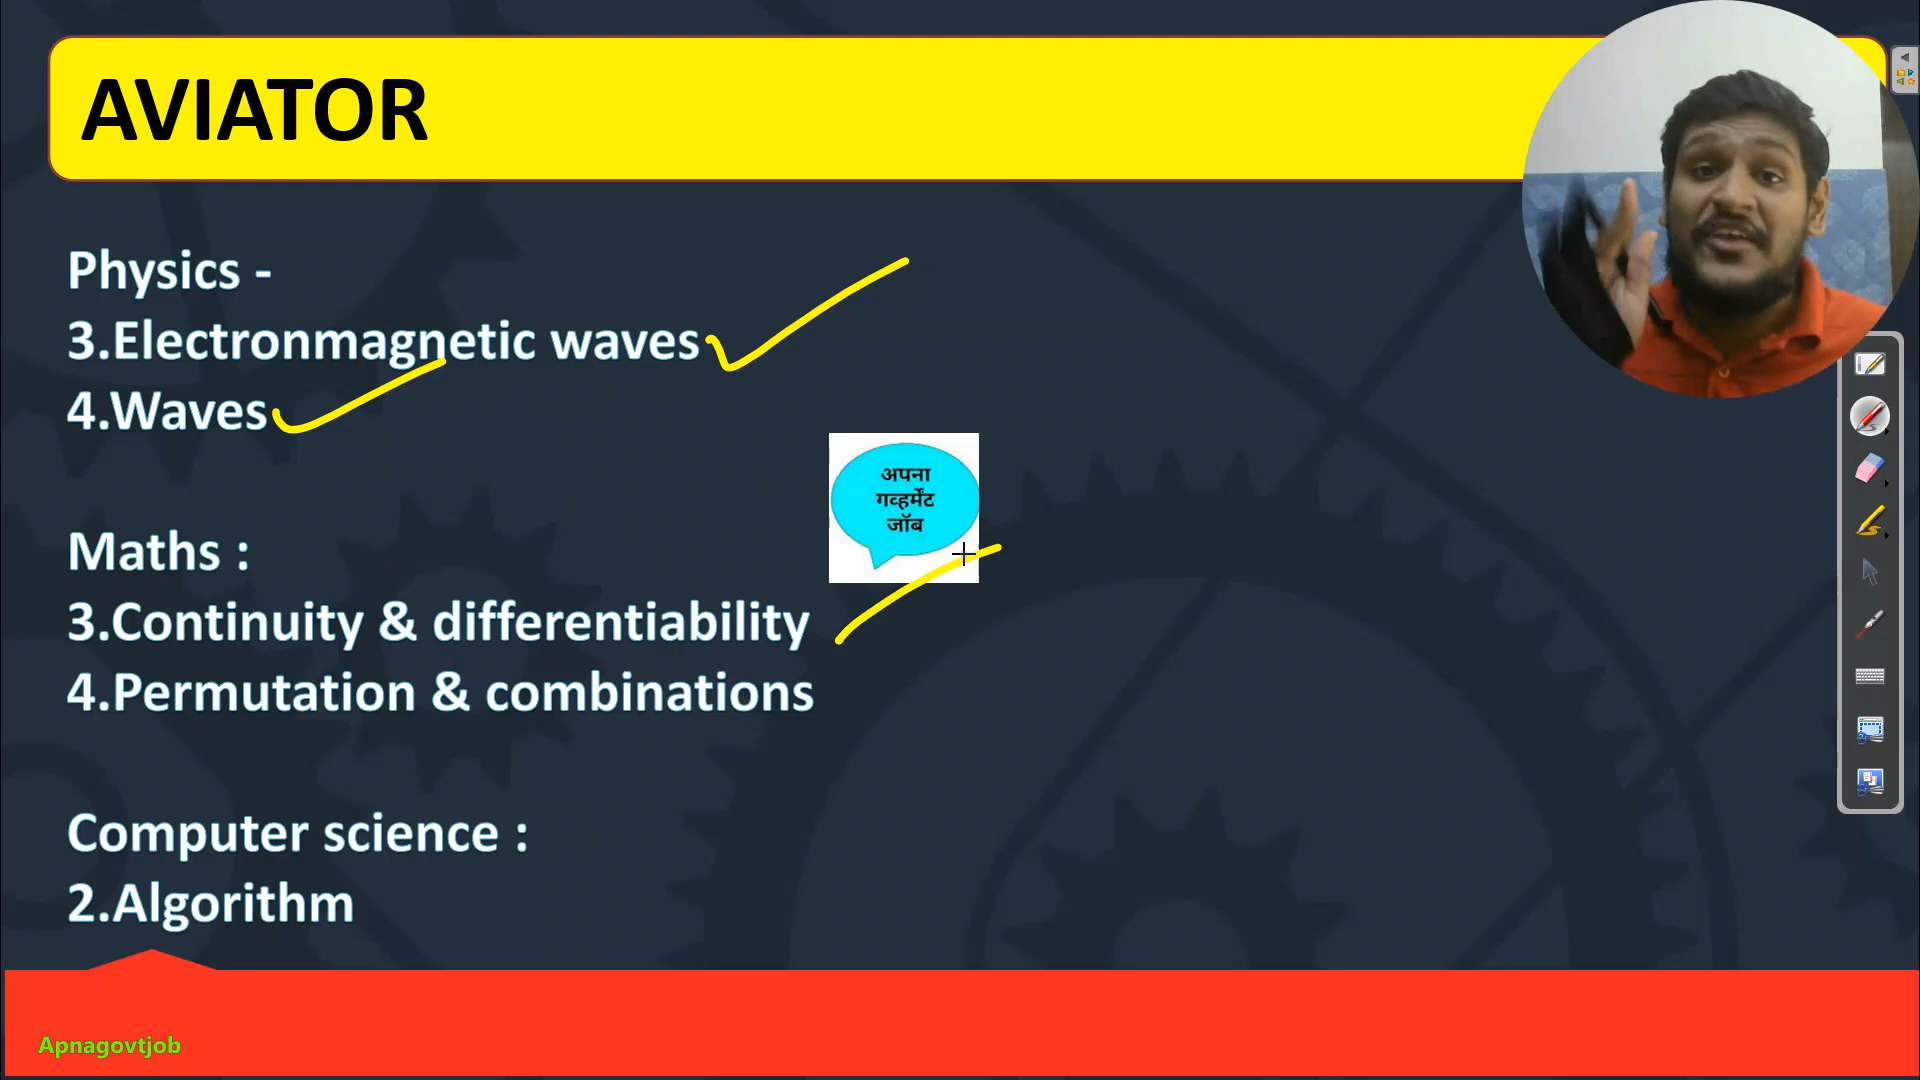 AVIATOR
Physics -
3.Electronmagnetic waves
4.Waves
अपना
गव्हर्मेंट
जॉब
Maths :
3.Continuity & differentiability
4.Permutation & combinations
Computer science :
2.Algorithm
Apnagovtjob